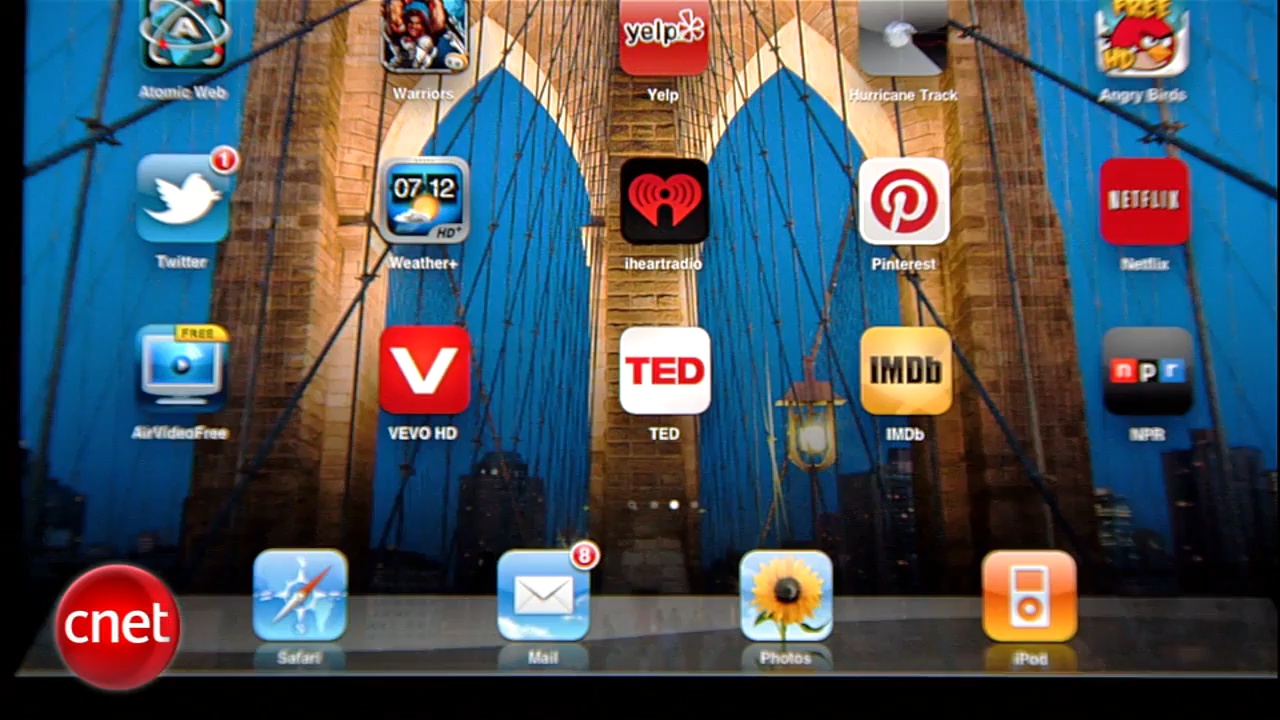 A
FREE
HD
yelp
Atomic Web
Warriors
Yelp
Hurricane Track
Angry Birds
1
07 12
HD+
NETFLIX
Twitter
Weather+
iheartradio
Pinterest
Netflix
FREE
V
TED
IMDb
npr
AirVideoFree
VEVO HD
TED
IMDb
NPR
8
S
cnet
Safari
Mail
Photos
iPod